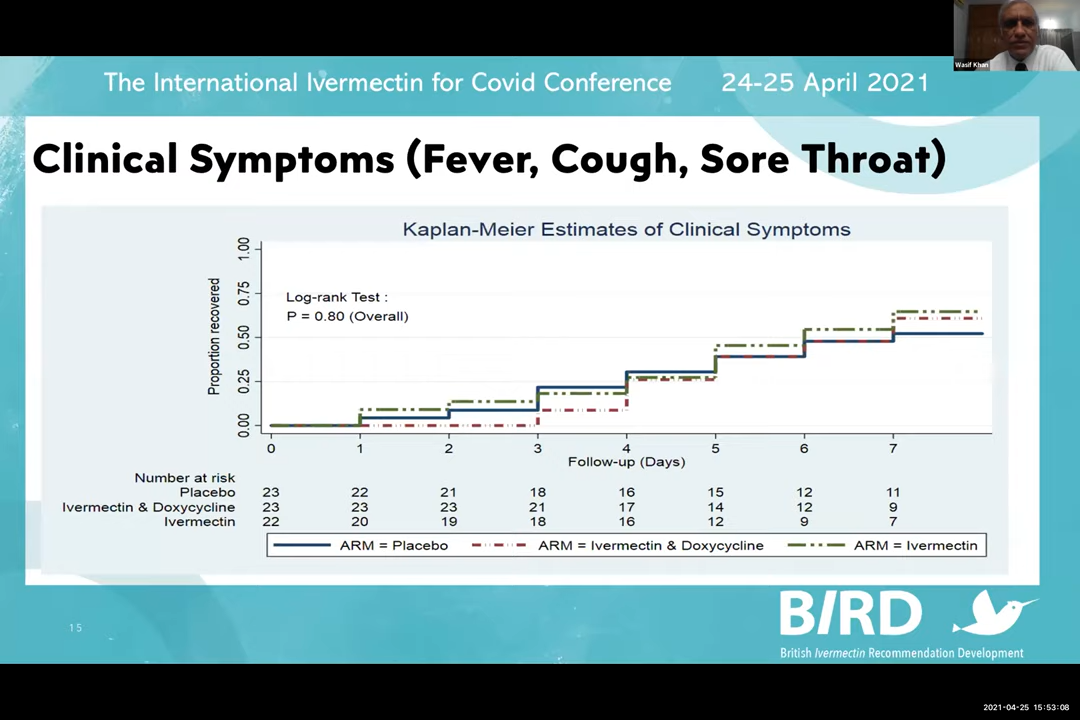 Wasif Khan
The International Ivermectin for Covid Conference 24-25 April 2021
Clinical Symptoms (Fever, Cough, Sore Throat)
Kaplan-Meier Estimates of Clinical Symptoms
Proportion recovered
1.00
0.75
0.50
0.25
0.00
Log-rank Test :
P = 0.80 (Overall)
0 1 2 3 4 5 6 7
Follow-up (Days)
Number at risk
Placebo 23 22 21 18 16 15 12 11
Ivermectin & Doxycycline 23 23 23 21 17 14 12 9
Ivermectin 22 20 19 18 16 12 9 7
ARM = Placebo ARM = Ivermectin & Doxycycline ARM = Ivermectin
15
BIRD
British Ivermectin Recommendation Development
2021-04-25 15:53:08